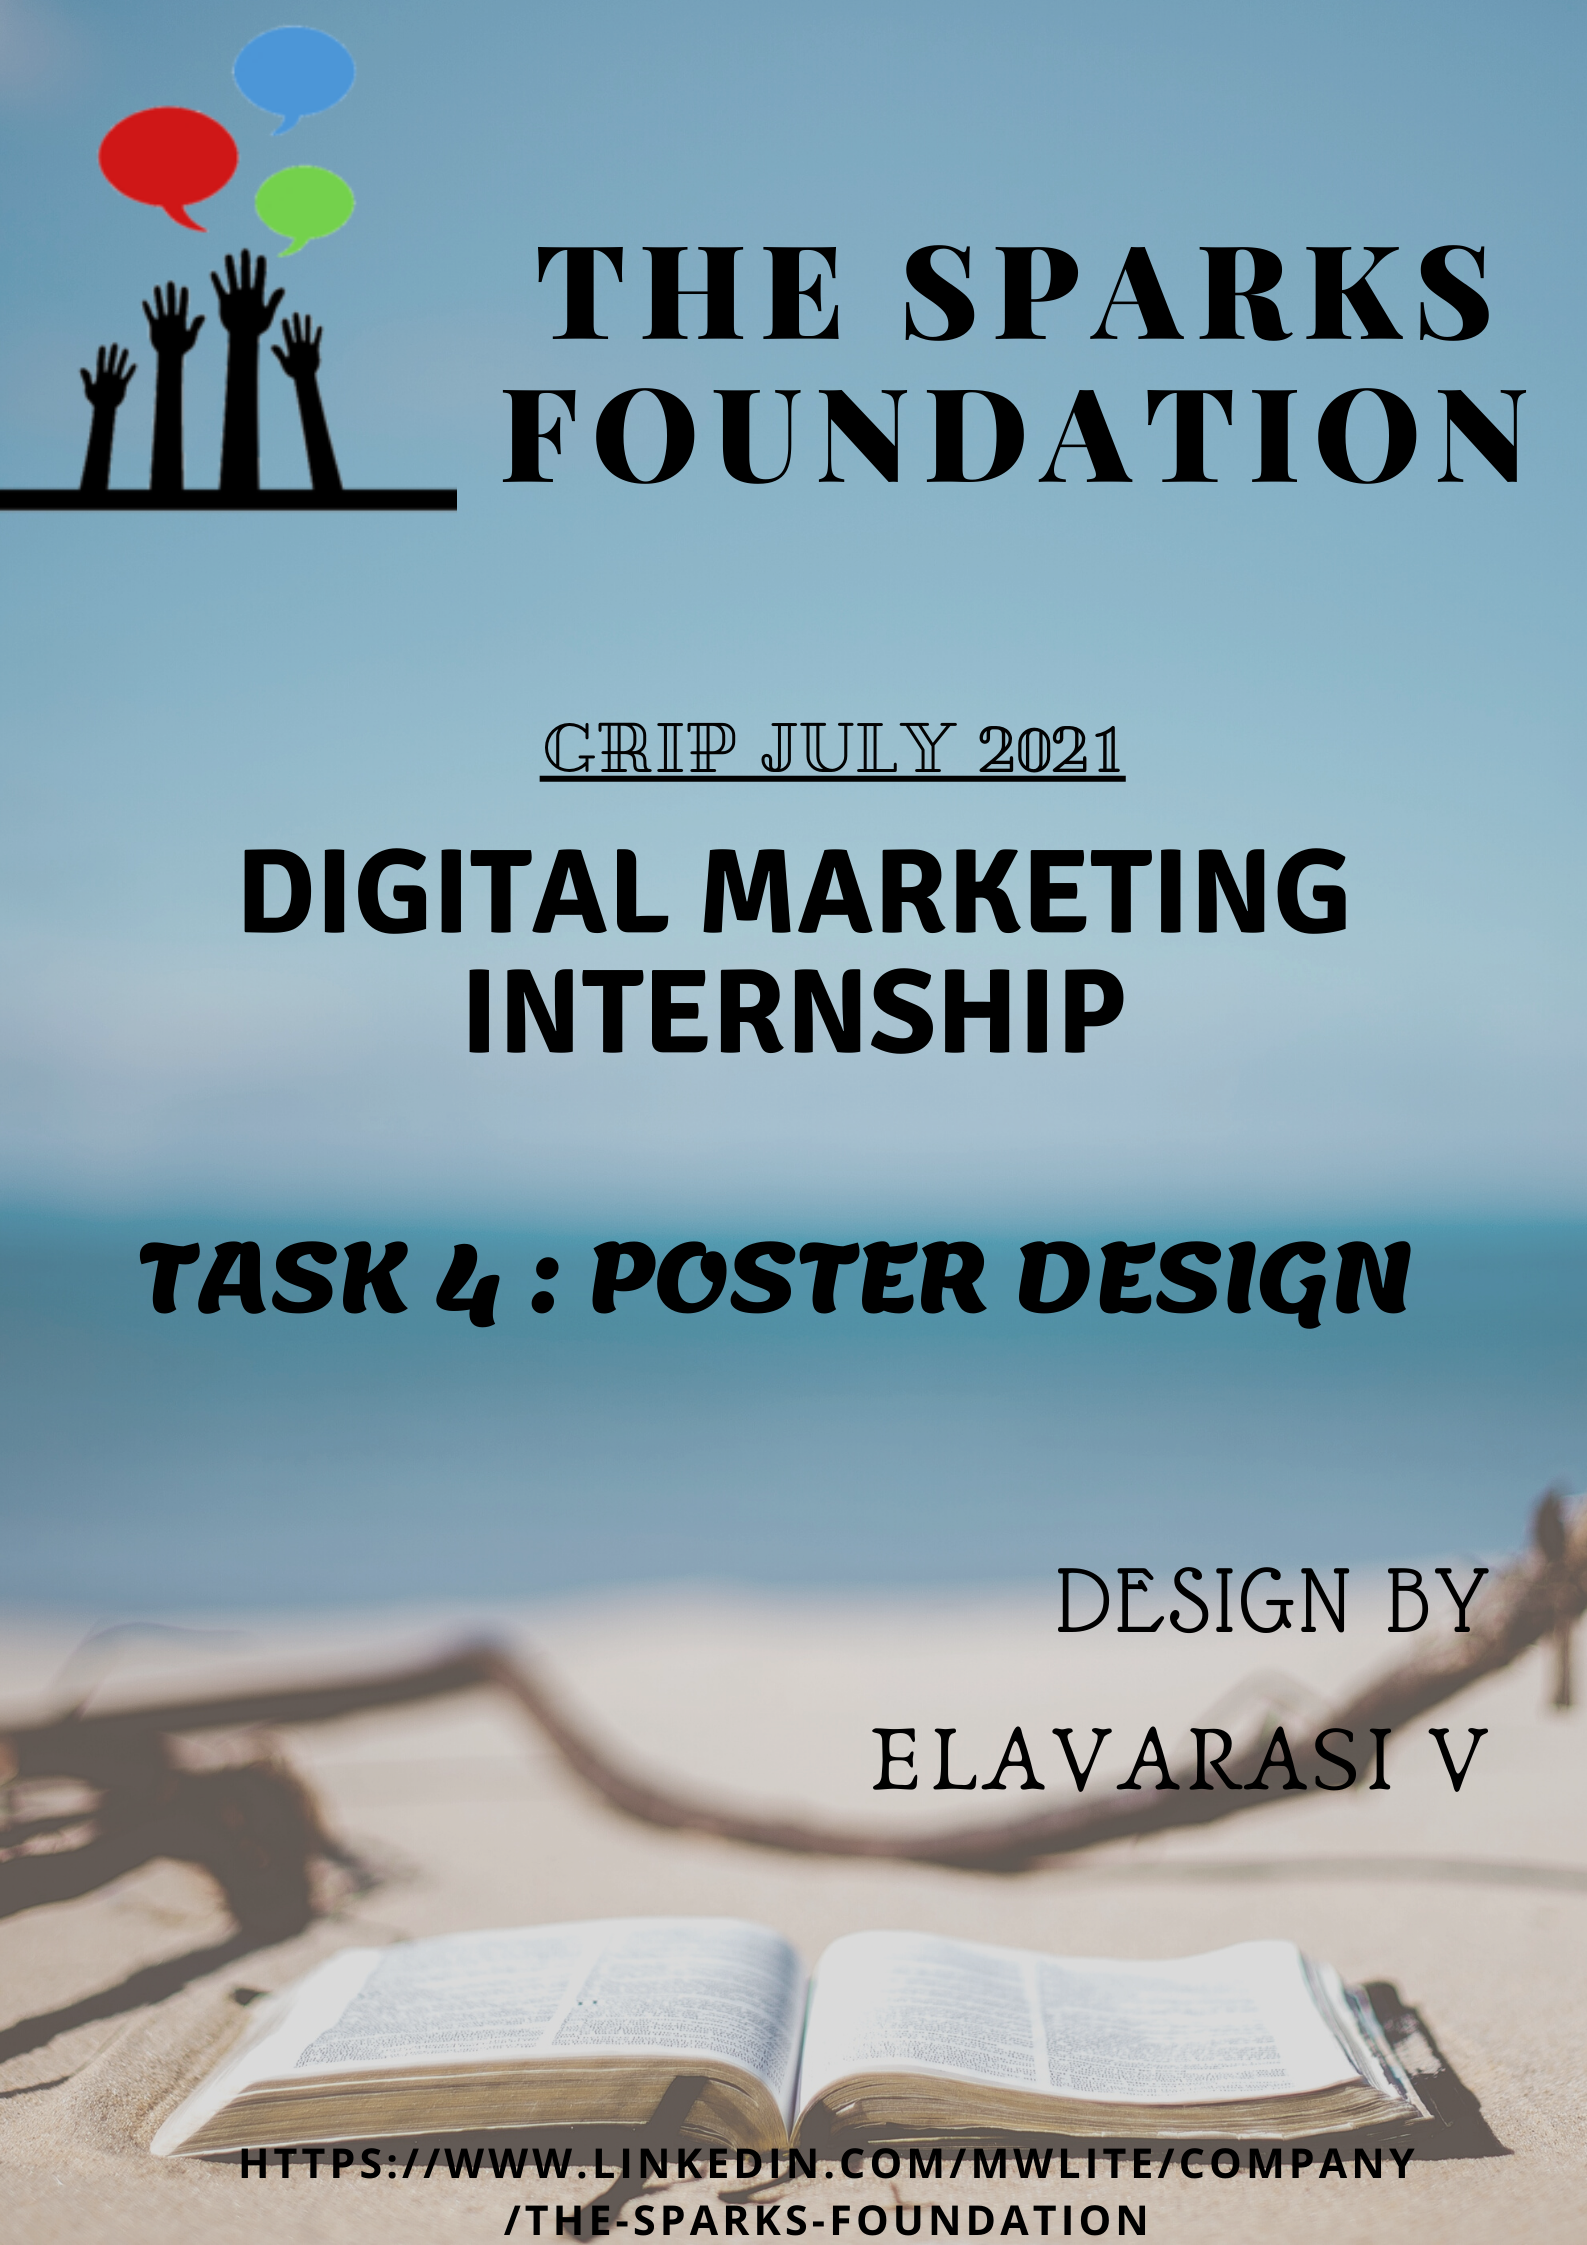 THE SPARKS
FOUNDATION
GRIP JULY 2021
DIGITAL MARKETING
INTERNSHIP
TASK 4 : POSTER DESIGN
DESIGN BY
ELAVARASI V
HTTPS://WWW.LINKEDIN.COM/MWLITE/COMPANY
/THE-SPARKS-FOUNDATION